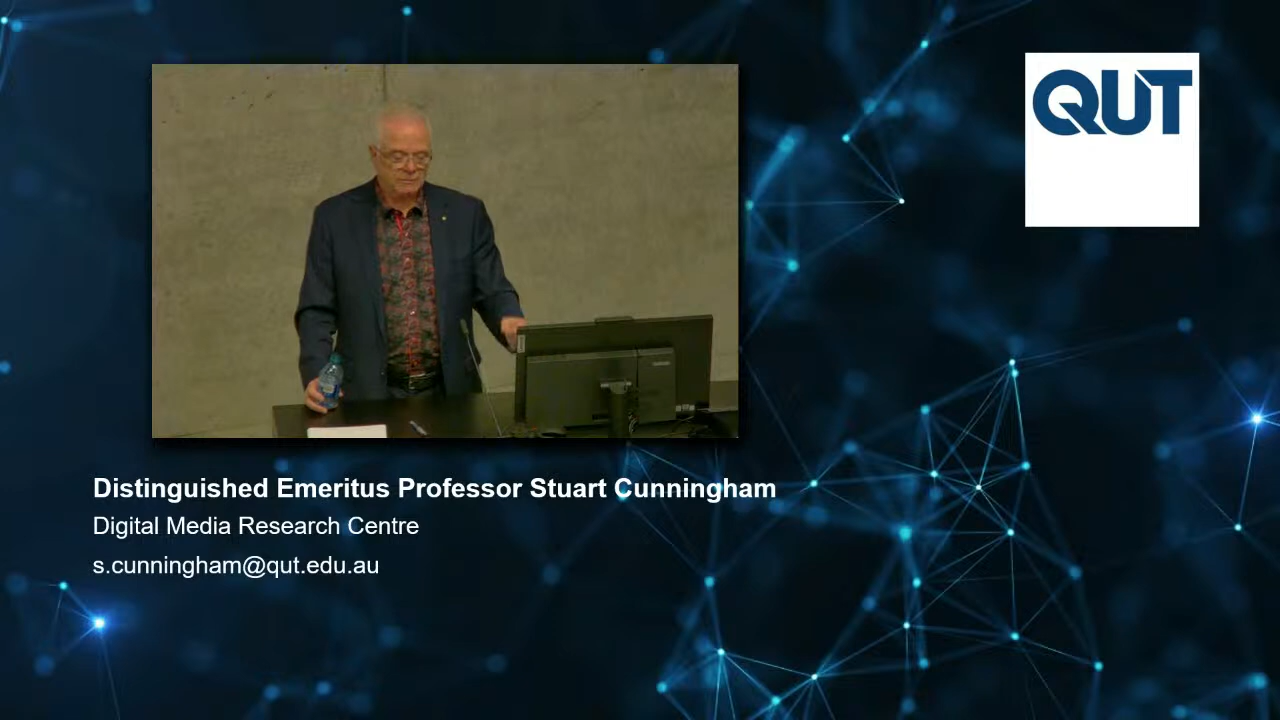 QUT
Distinguished Emeritus Professor Stuart Cunningham
Digital Media Research Centre
s.cunningham@qut.edu.au